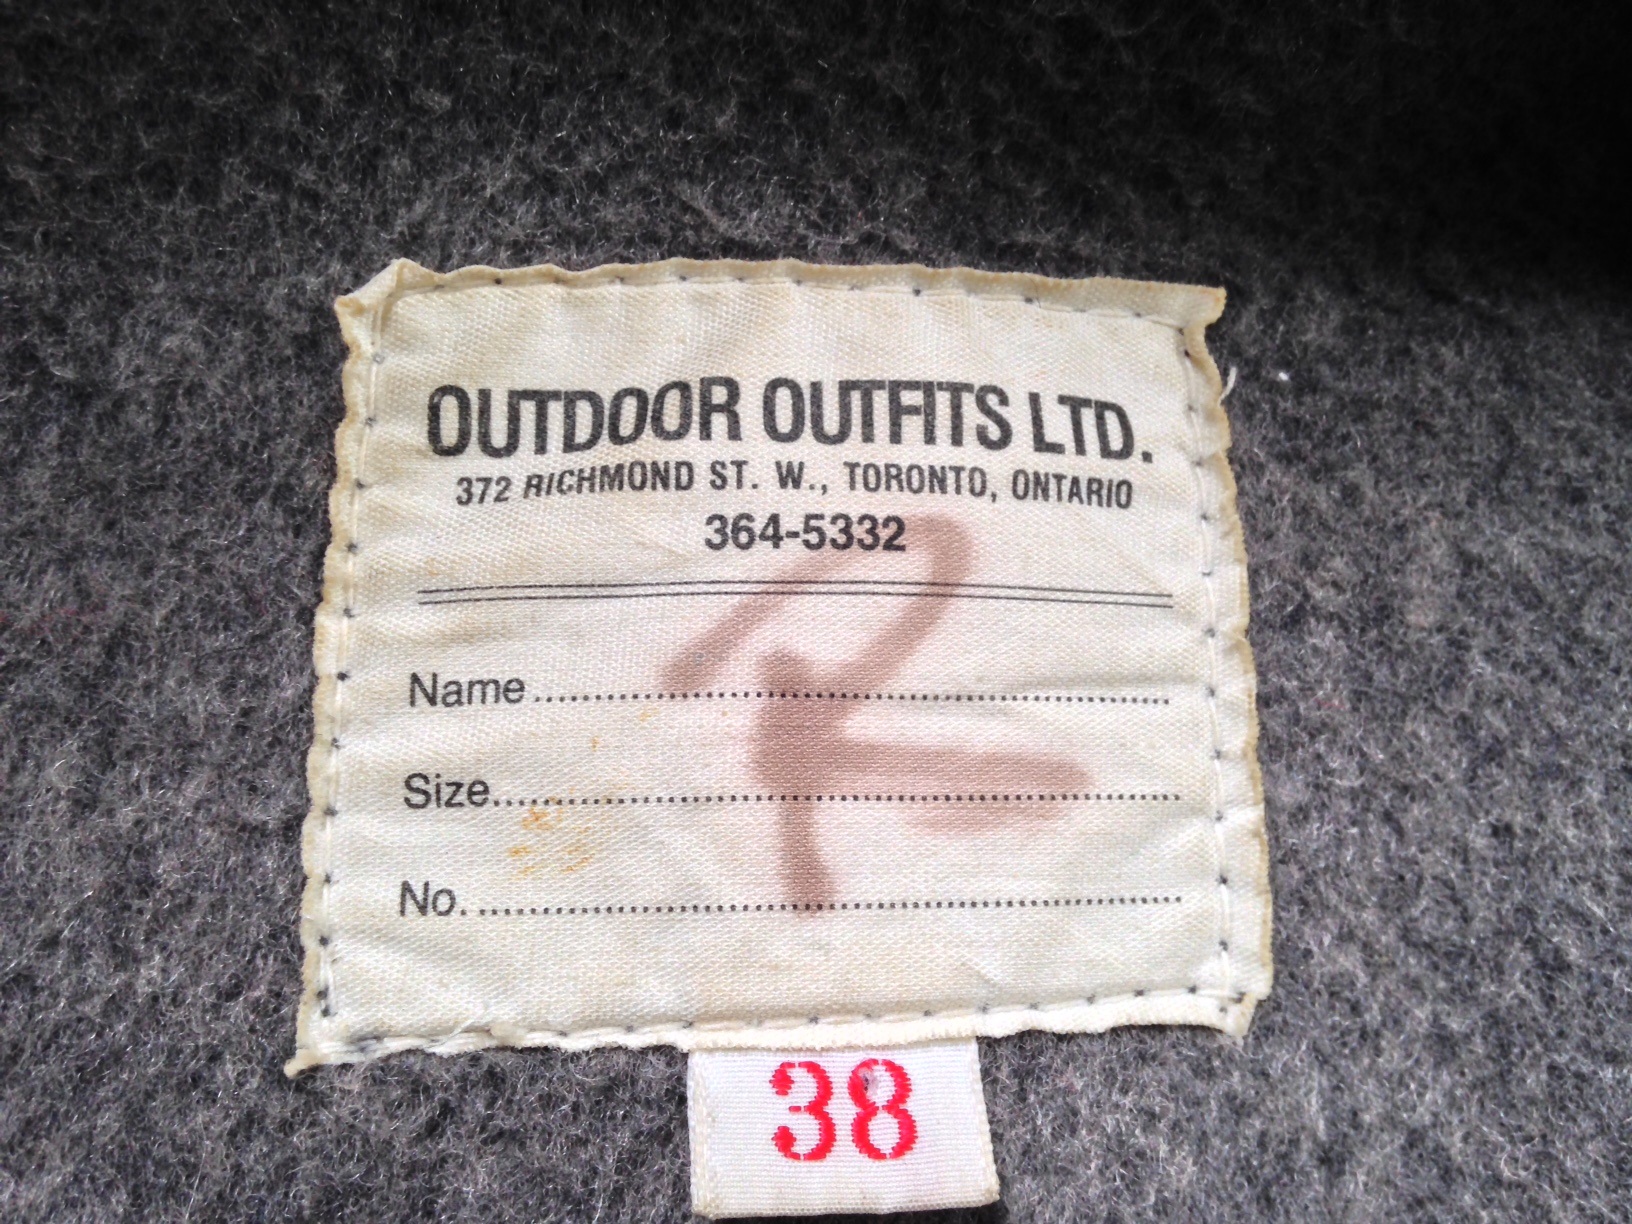 OUTDOOR OUTFITS LTD.
372 RICHMOND ST. W., TORONTO, ONTARIO
364-5332
Name
Size
No.
R
38